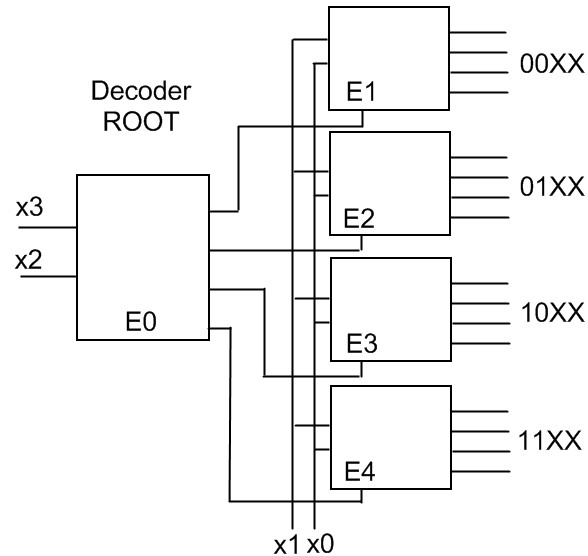 Decoder
ROOT
x3
x2
E0
E1
00XX
E2
01XX
E3
10XX
E4
11XX
x1 x0